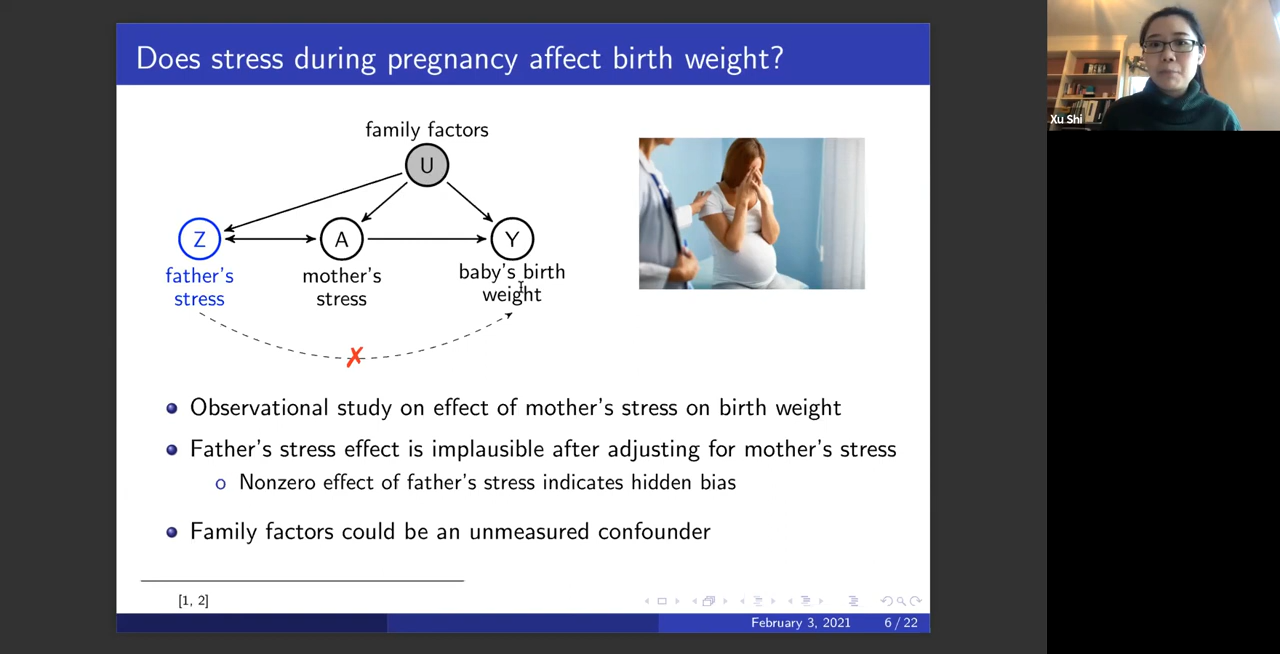 Does stress during pregnancy affect birth weight?
family factors
U
Z
A
Y
father's
stress
mother's
stress
baby's birth
weight
✗
Observational study on effect of mother's stress on birth weight
Father's stress effect is implausible after adjusting for mother's stress
o Nonzero effect of father's stress indicates hidden bias
Family factors could be an unmeasured confounder
[1, 2]
February 3, 2021
6 / 22
Xu Shi